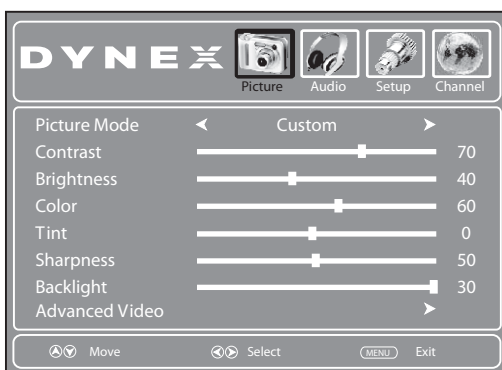 DYNEX
Picture Audio Setup Channel
Picture Mode Custom
Contrast 70
Brightness 40
Color 60
Tint 0
Sharpness 50
Backlight 30
Advanced Video
Move Select MENU Exit